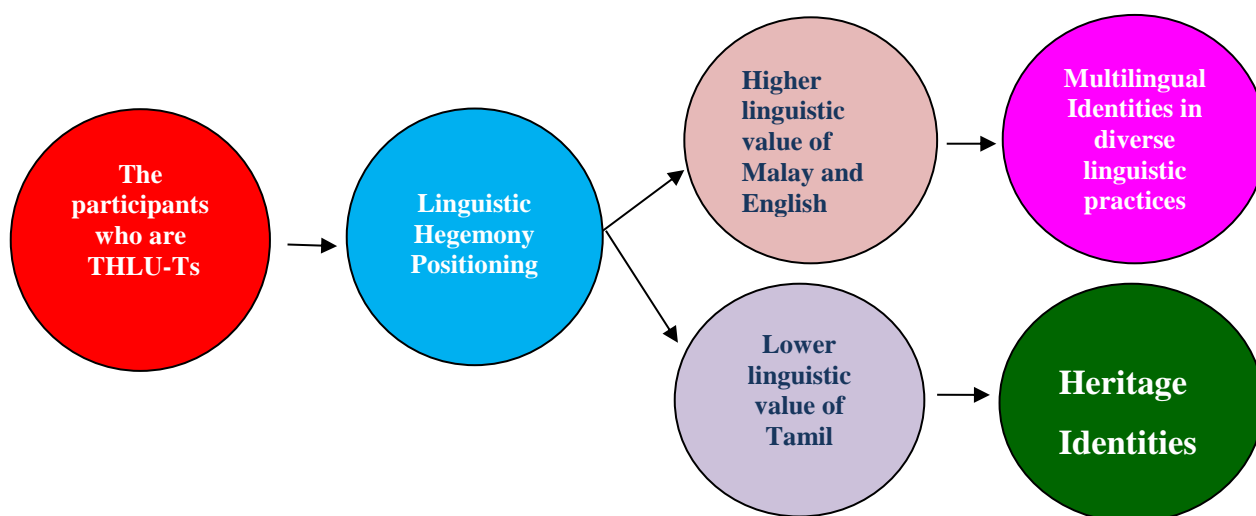 The
participants
who are
THLU-Ts
Linguistic
Hegemony
Positioning
Higher
linguistic
value of
Malay and
English
Multilingual
Identities in
diverse
linguistic
practices
Lower
linguistic
value of
Tamil
Heritage
Identities